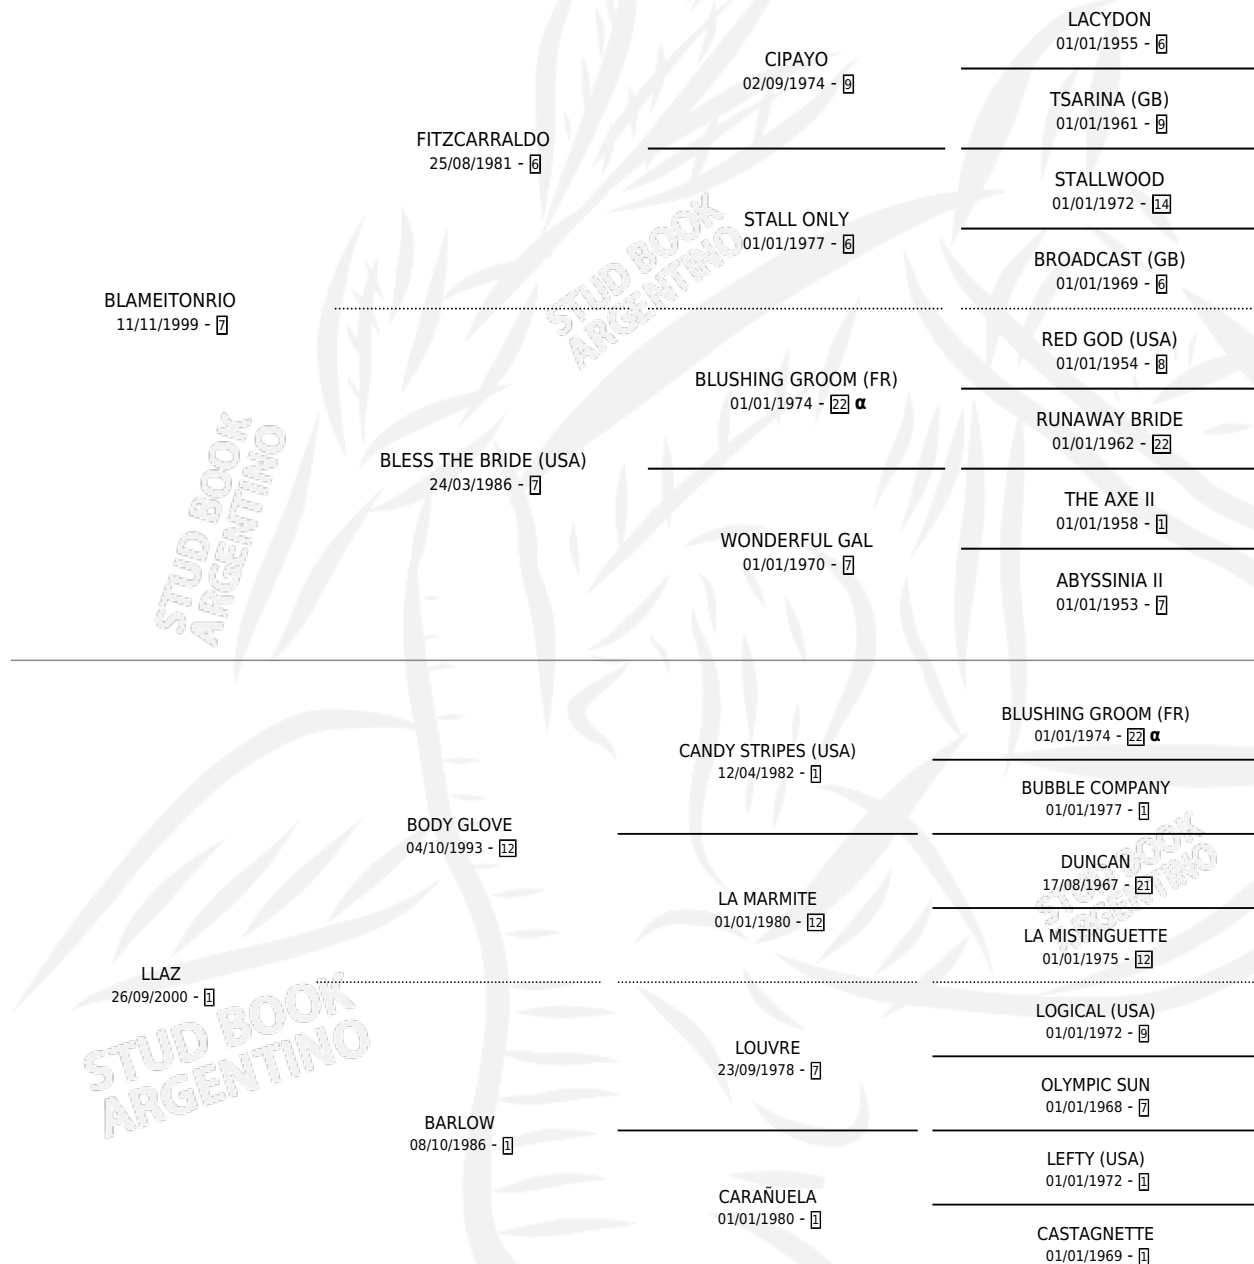 LACYDON
01/01/1955 - 6
CIPAYO
02/09/1974 - 9
TSARINA (GB)
01/01/1961 - 9
FITZCARRALDO
25/08/1981 - 6
STALLWOOD
01/01/1972 - 14
STALL ONLY
01/01/1977 - 6
BROADCAST (GB)
01/01/1969 - 6
BLAMEITONRIO
11/11/1999 - 7
RED GOD (USA)
01/01/1954 - 8
BLUSHING GROOM (FR)
01/01/1974 - 22 α
RUNAWAY BRIDE
01/01/1962 - 22
BLESS THE BRIDE (USA)
24/03/1986 - 7
THE AXE II
01/01/1958 - 1
WONDERFUL GAL
01/01/1970 - 7
ABYSSINIA II
01/01/1953 - 7
BLUSHING GROOM (FR)
01/01/1974 - 22 α
CANDY STRIPES (USA)
12/04/1982 - 1
BUBBLE COMPANY
01/01/1977 - 1
BODY GLOVE
04/10/1993 - 12
DUNCAN
17/08/1967 - 21
LA MARMITE
01/01/1980 - 12
LA MISTINGUETTE
01/01/1975 - 12
LLAZ
26/09/2000 - 1
LOGICAL (USA)
01/01/1972 - 9
LOUVRE
23/09/1978 - 7
OLYMPIC SUN
01/01/1968 - 7
BARLOW
08/10/1986 - 1
LEFTY (USA)
01/01/1972 - 1
CARAÑUELA
01/01/1980 - 1
CASTAGNETTE
01/01/1969 - 1
STUD BOOK
ARGENTINO
STUD BOOK
ARGENTINO
STUD BOOK
ARGENTINO
STUD BOOK
ARGENTINO